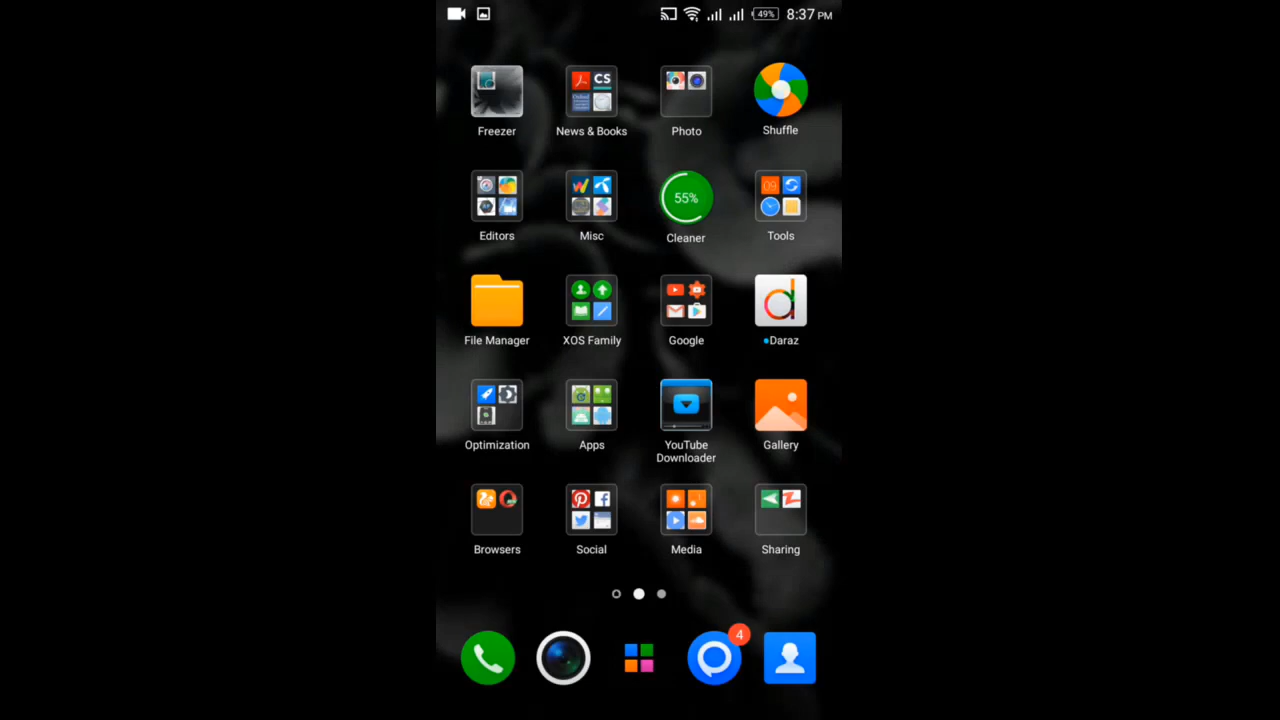 49% 8:37 PM
CS
Freezer News & Books Photo Shuffle
09
55%
Editors Misc Cleaner Tools
File Manager XOS Family Google Daraz
Optimization Apps YouTube Downloader Gallery
Browsers Social Media Sharing
4